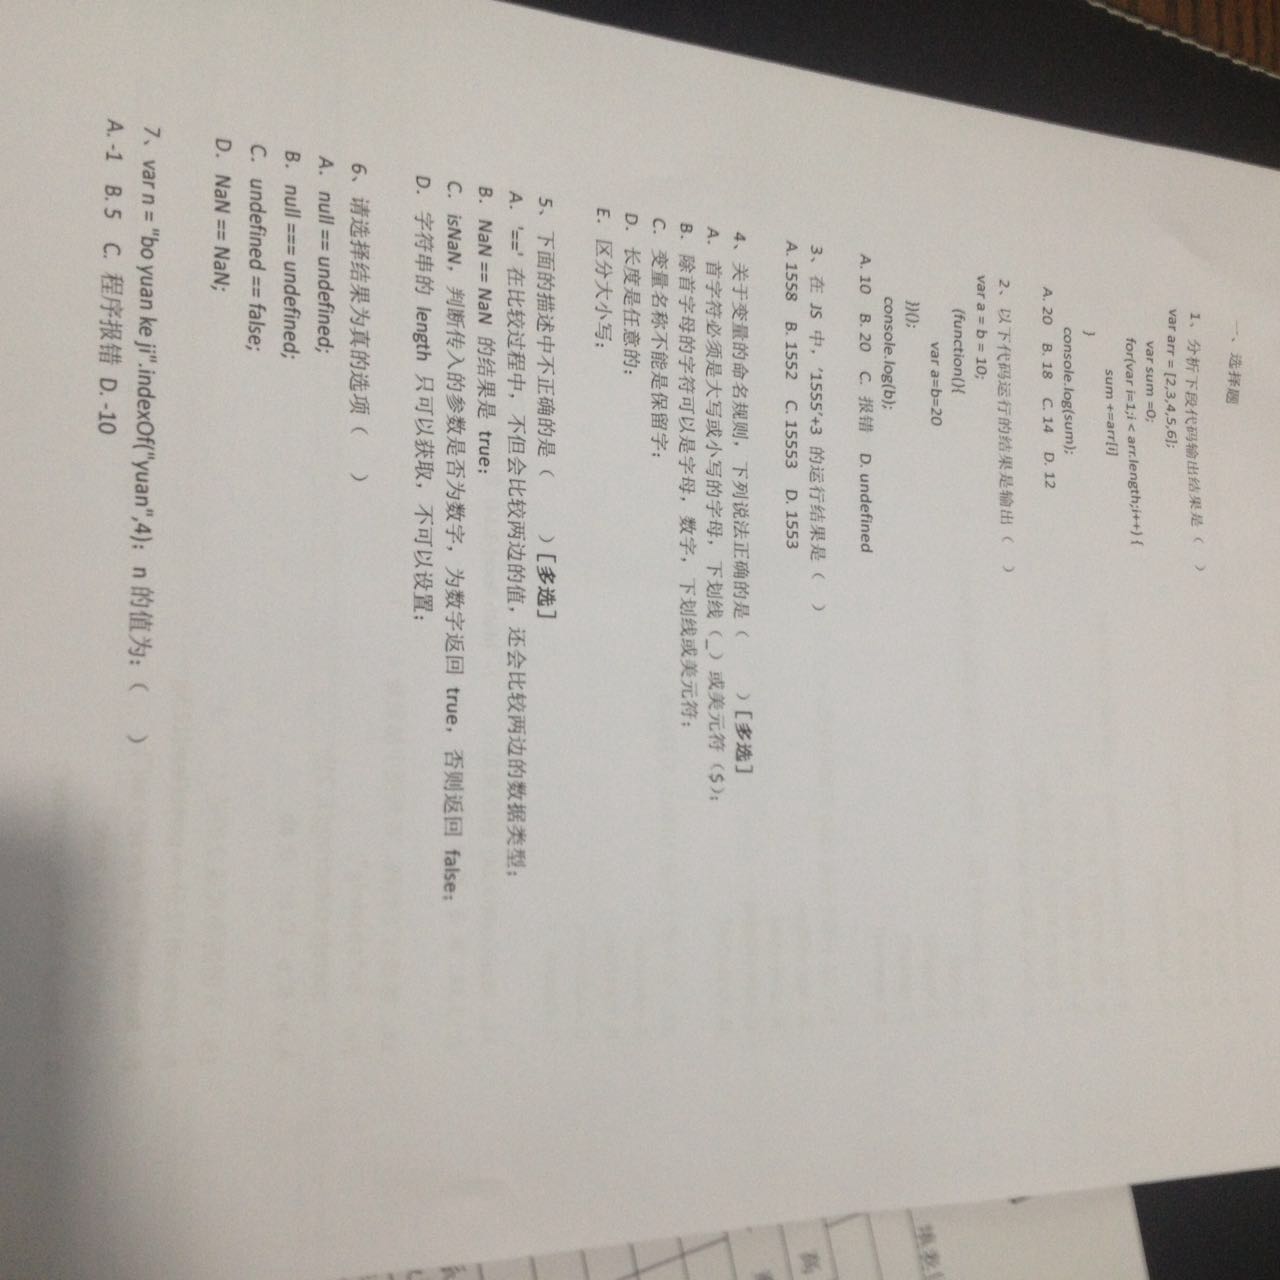 一、选择题
1、分析下段代码输出结果是（  ）
var arr = [2,3,4,5,6];
var sum =0;
for(var i=1;i < arr.length;i++) {
sum +=arr[i]
}
console.log(sum);
A. 20 B. 18 C. 14 D. 12
2、以下代码运行的结果是输出（  ）
var a = b = 10;
(function(){
var a=b=20
})();
console.log(b);
A. 10 B. 20 C. 报错 D. undefined
3、在 JS 中，'1555'+3 的运行结果是（  ）
A. 1558 B. 1552 C. 15553 D. 1553
4、关于变量的命名规则，下列说法正确的是（  ）[多选]
A．首字符必须是大写或小写的字母，下划线（_）或美元符（$）；
B．除首字母的字符可以是字母，数字，下划线或美元符；
C．变量名称不能是保留字；
D．长度是任意的；
E．区分大小写；
5、下面的描述中不正确的是（  ）[多选]
A．'==' 在比较过程中，不但会比较两边的值，还会比较两边的数据类型；
B．NaN == NaN 的结果是 true；
C．isNaN，判断传入的参数是否为数字，为数字返回 true，否则返回 false；
D．字符串的 length 只可以获取，不可以设置；
6、请选择结果为真的选项（  ）
A．null == undefined;
B．null === undefined;
C．undefined == false;
D．NaN == NaN;
7、var n = "bo yuan ke ji".indexOf("yuan",4)；n 的值为：（  ）
A. -1 B. 5 C. 程序报错 D. -10